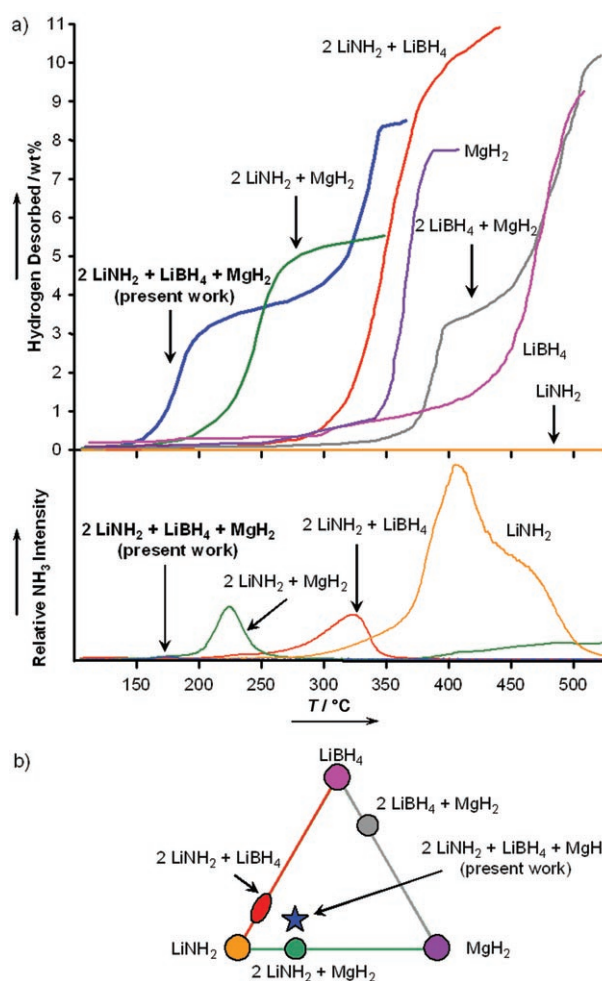 a)
11
10
9
8
7
6
5
4
3
2
1
0
Hydrogen Desorbed /wt%
2 LiNH2 + LiBH4
MgH2
2 LiNH2 + MgH2
2 LiBH4 + MgH2
2 LiNH2 + LiBH4 + MgH2
(present work)
LiBH4
LiNH2
Relative NH3 Intensity
2 LiNH2 + LiBH4 + MgH2
(present work)
2 LiNH2 + LiBH4
LiNH2
2 LiNH2 + MgH2
150 200 250 300 350 400 450 500
T / °C
b)
LiBH4
2 LiBH4 + MgH2
2 LiNH2 + LiBH4
2 LiNH2 + LiBH4 + MgH
(present work)
LiNH2
MgH2
2 LiNH2 + MgH2